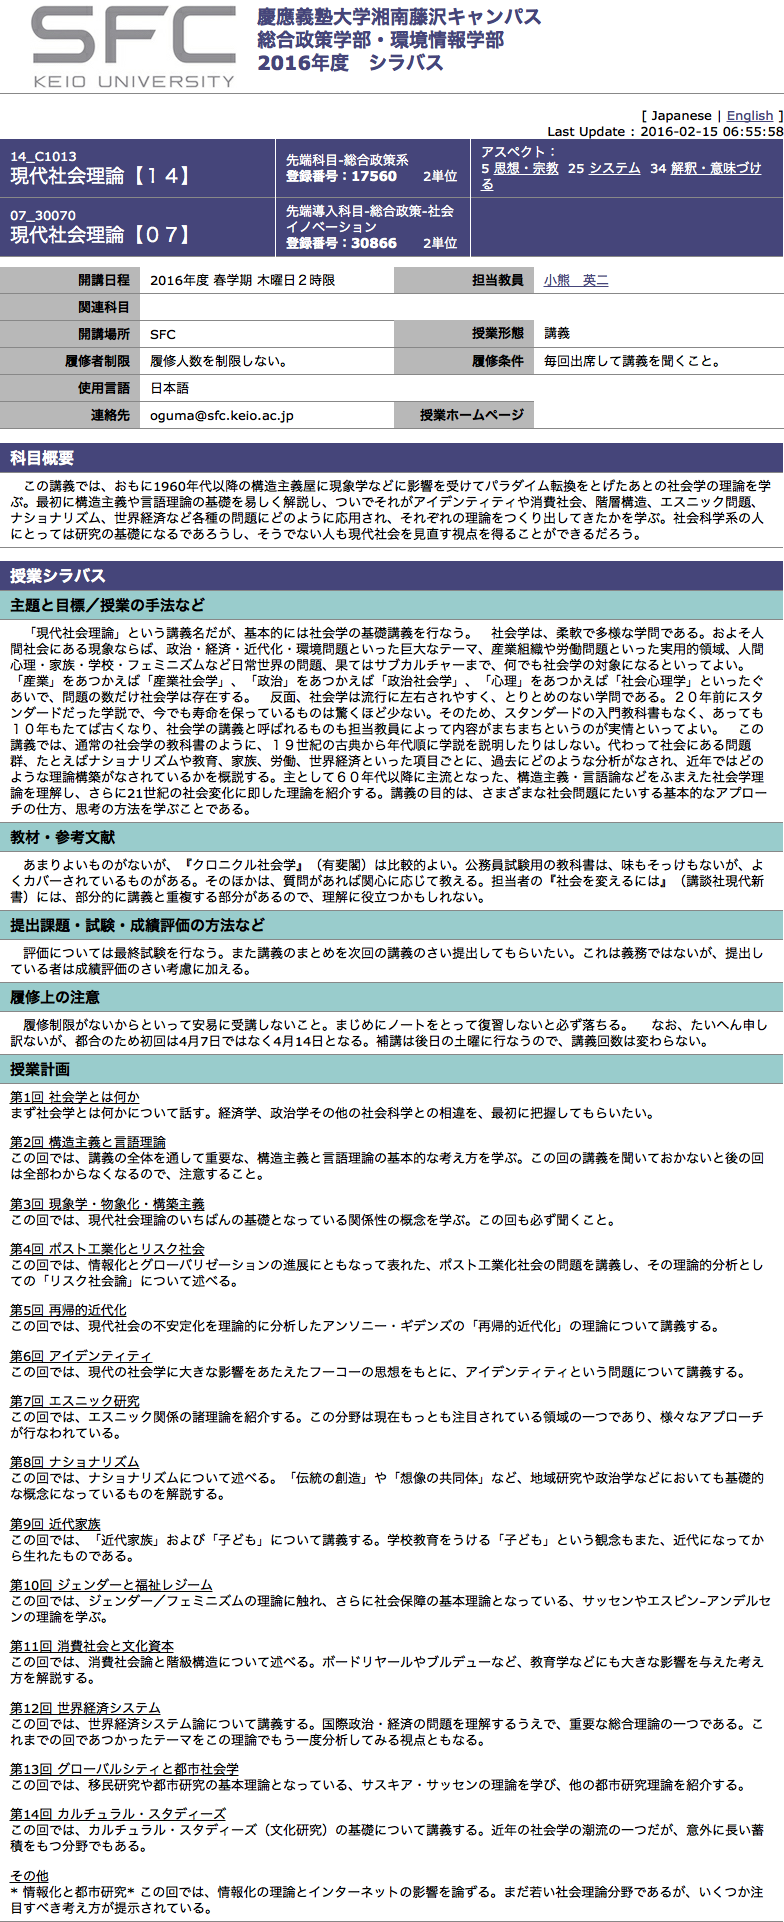 SFC
KEIO UNIVERSITY
慶應義塾大学湘南藤沢キャンパス
総合政策学部・環境情報学部
2016年度　シラバス
[ Japanese | English ]
Last Update : 2016-02-15 06:55:58
14_C1013
現代社会理論【１４】
先端科目-総合政策系
登録番号：17560　　2単位
アスペクト：
5 思想・宗教　25 システム　34 解釈・意味づけ
る
07_30070
現代社会理論【０７】
先端導入科目-総合政策-社会
イノベーション
登録番号：30866　　2単位
開講日程　2016年度 春学期 木曜日２時限　担当教員　小熊　英二
関連科目
開講場所　SFC　授業形態　講義
履修者制限　履修人数を制限しない。　履修条件　毎回出席して講義を聞くこと。
使用言語　日本語
連絡先　oguma@sfc.keio.ac.jp　授業ホームページ
科目概要
　この講義では、おもに1960年代以降の構造主義屋に現象学などに影響を受けてパラダイム転換をとげたあとの社会学の理論を学
ぶ。最初に構造主義や言語理論の基礎を易しく解説し、ついでそれがアイデンティティや消費社会、階層構造、エスニック問題、
ナショナリズム、世界経済など各種の問題にどのように応用され、それぞれの理論をつくり出してきたかを学ぶ。社会科学系の人
にとっては研究の基礎になるであろうし、そうでない人も現代社会を見直す視点を得ることができるだろう。
授業シラバス
主題と目標／授業の手法など
　「現代社会理論」という講義名だが、基本的には社会学の基礎講義を行なう。　社会学は、柔軟で多様な学問である。およそ人
間社会にある現象ならば、政治・経済・近代化・環境問題といった巨大なテーマ、産業組織や労働問題といった実用的領域、人間
心理・家族・学校・フェミニズムなど日常世界の問題、果てはサブカルチャーまで、何でも社会学の対象になるといってよい。
「産業」をあつかえば「産業社会学」、「政治」をあつかえば「政治社会学」、「心理」をあつかえば「社会心理学」といったぐ
あいで、問題の数だけ社会学は存在する。　反面、社会学は流行に左右されやすく、とりとめのない学問である。２０年前にスタ
ンダードだった学説で、今でも寿命を保っているものは驚くほど少ない。そのため、スタンダードの入門教科書もなく、あっても
１０年もたてば古くなり、社会学の講義と呼ばれるものも担当教員によって内容がまちまちというのが実情といってよい。　この
講義では、通常の社会学の教科書のように、１９世紀の古典から年代順に学説を説明したりはしない。代わって社会にある問題
群、たとえばナショナリズムや教育、家族、労働、世界経済といった項目ごとに、過去にどのような分析がなされ、近年ではどの
ような理論構築がなされているかを概説する。主として６０年代以降に主流となった、構造主義・言語論などをふまえた社会学理
論を理解し、さらに21世紀の社会変化に即した理論を紹介する。講義の目的は、さまざまな社会問題にたいする基本的なアプロー
チの仕方、思考の方法を学ぶことである。
教材・参考文献
　あまりよいものがないが、『クロニクル社会学』（有斐閣）は比較的よい。公務員試験用の教科書は、味もそっけもないが、よ
くカバーされているものがある。そのほかは、質問があれば関心に応じて教える。担当者の『社会を変えるには』（講談社現代新
書）には、部分的に講義と重複する部分があるので、理解に役立つかもしれない。
提出課題・試験・成績評価の方法など
　評価については最終試験を行なう。また講義のまとめを次回の講義のさい提出してもらいたい。これは義務ではないが、提出し
ている者は成績評価のさい考慮に加える。
履修上の注意
　履修制限がないからといって安易に受講しないこと。まじめにノートをとって復習しないと必ず落ちる。　なお、たいへん申し
訳ないが、都合のため初回は4月7日ではなく4月14日となる。補講は後日の土曜に行なうので、講義回数は変わらない。
授業計画
第1回 社会学とは何か
まず社会学とは何かについて話す。経済学、政治学その他の社会科学との相違を、最初に把握してもらいたい。
第2回 構造主義と言語理論
この回では、講義の全体を通して重要な、構造主義と言語理論の基本的な考え方を学ぶ。この回の講義を聞いておかないと後の回
は全部わからなくなるので、注意すること。
第3回 現象学・物象化・構築主義
この回では、現代社会理論のいちばんの基礎となっている関係性の概念を学ぶ。この回も必ず聞くこと。
第4回 ポスト工業化とリスク社会
この回では、情報化とグローバリゼーションの進展にともなって表れた、ポスト工業化社会の問題を講義し、その理論的分析とし
ての「リスク社会論」について述べる。
第5回 再帰的近代化
この回では、現代社会の不安定化を理論的に分析したアンソニー・ギデンズの「再帰的近代化」の理論について講義する。
第6回 アイデンティティ
この回では、現代の社会学に大きな影響をあたえたフーコーの思想をもとに、アイデンティティという問題について講義する。
第7回 エスニック研究
この回では、エスニック関係の諸理論を紹介する。この分野は現在もっとも注目されている領域の一つであり、様々なアプローチ
が行なわれている。
第8回 ナショナリズム
この回では、ナショナリズムについて述べる。「伝統の創造」や「想像の共同体」など、地域研究や政治学などにおいても基礎的
な概念になっているものを解説する。
第9回 近代家族
この回では、「近代家族」および「子ども」について講義する。学校教育をうける「子ども」という観念もまた、近代になってか
ら生れたものである。
第10回 ジェンダーと福祉レジーム
この回では、ジェンダー／フェミニズムの理論に触れ、さらに社会保障の基本理論となっている、サッセンやエスピン−アンデルセ
ンの理論を学ぶ。
第11回 消費社会と文化資本
この回では、消費社会論と階級構造について述べる。ボードリヤールやブルデューなど、教育学などにも大きな影響を与えた考え
方を解説する。
第12回 世界経済システム
この回では、世界経済システム論について講義する。国際政治・経済の問題を理解するうえで、重要な総合理論の一つである。こ
れまでの回であつかったテーマをこの理論でもう一度分析してみる視点ともなる。
第13回 グローバルシティと都市社会学
この回では、移民研究や都市研究の基本理論となっている、サスキア・サッセンの理論を学び、他の都市研究理論を紹介する。
第14回 カルチュラル・スタディーズ
この回では、カルチュラル・スタディーズ（文化研究）の基礎について講義する。近年の社会学の潮流の一つだが、意外に長い蓄
積をもつ分野でもある。
その他
* 情報化と都市研究* この回では、情報化の理論とインターネットの影響を論ずる。まだ若い社会理論分野であるが、いくつか注
目すべき考え方が提示されている。